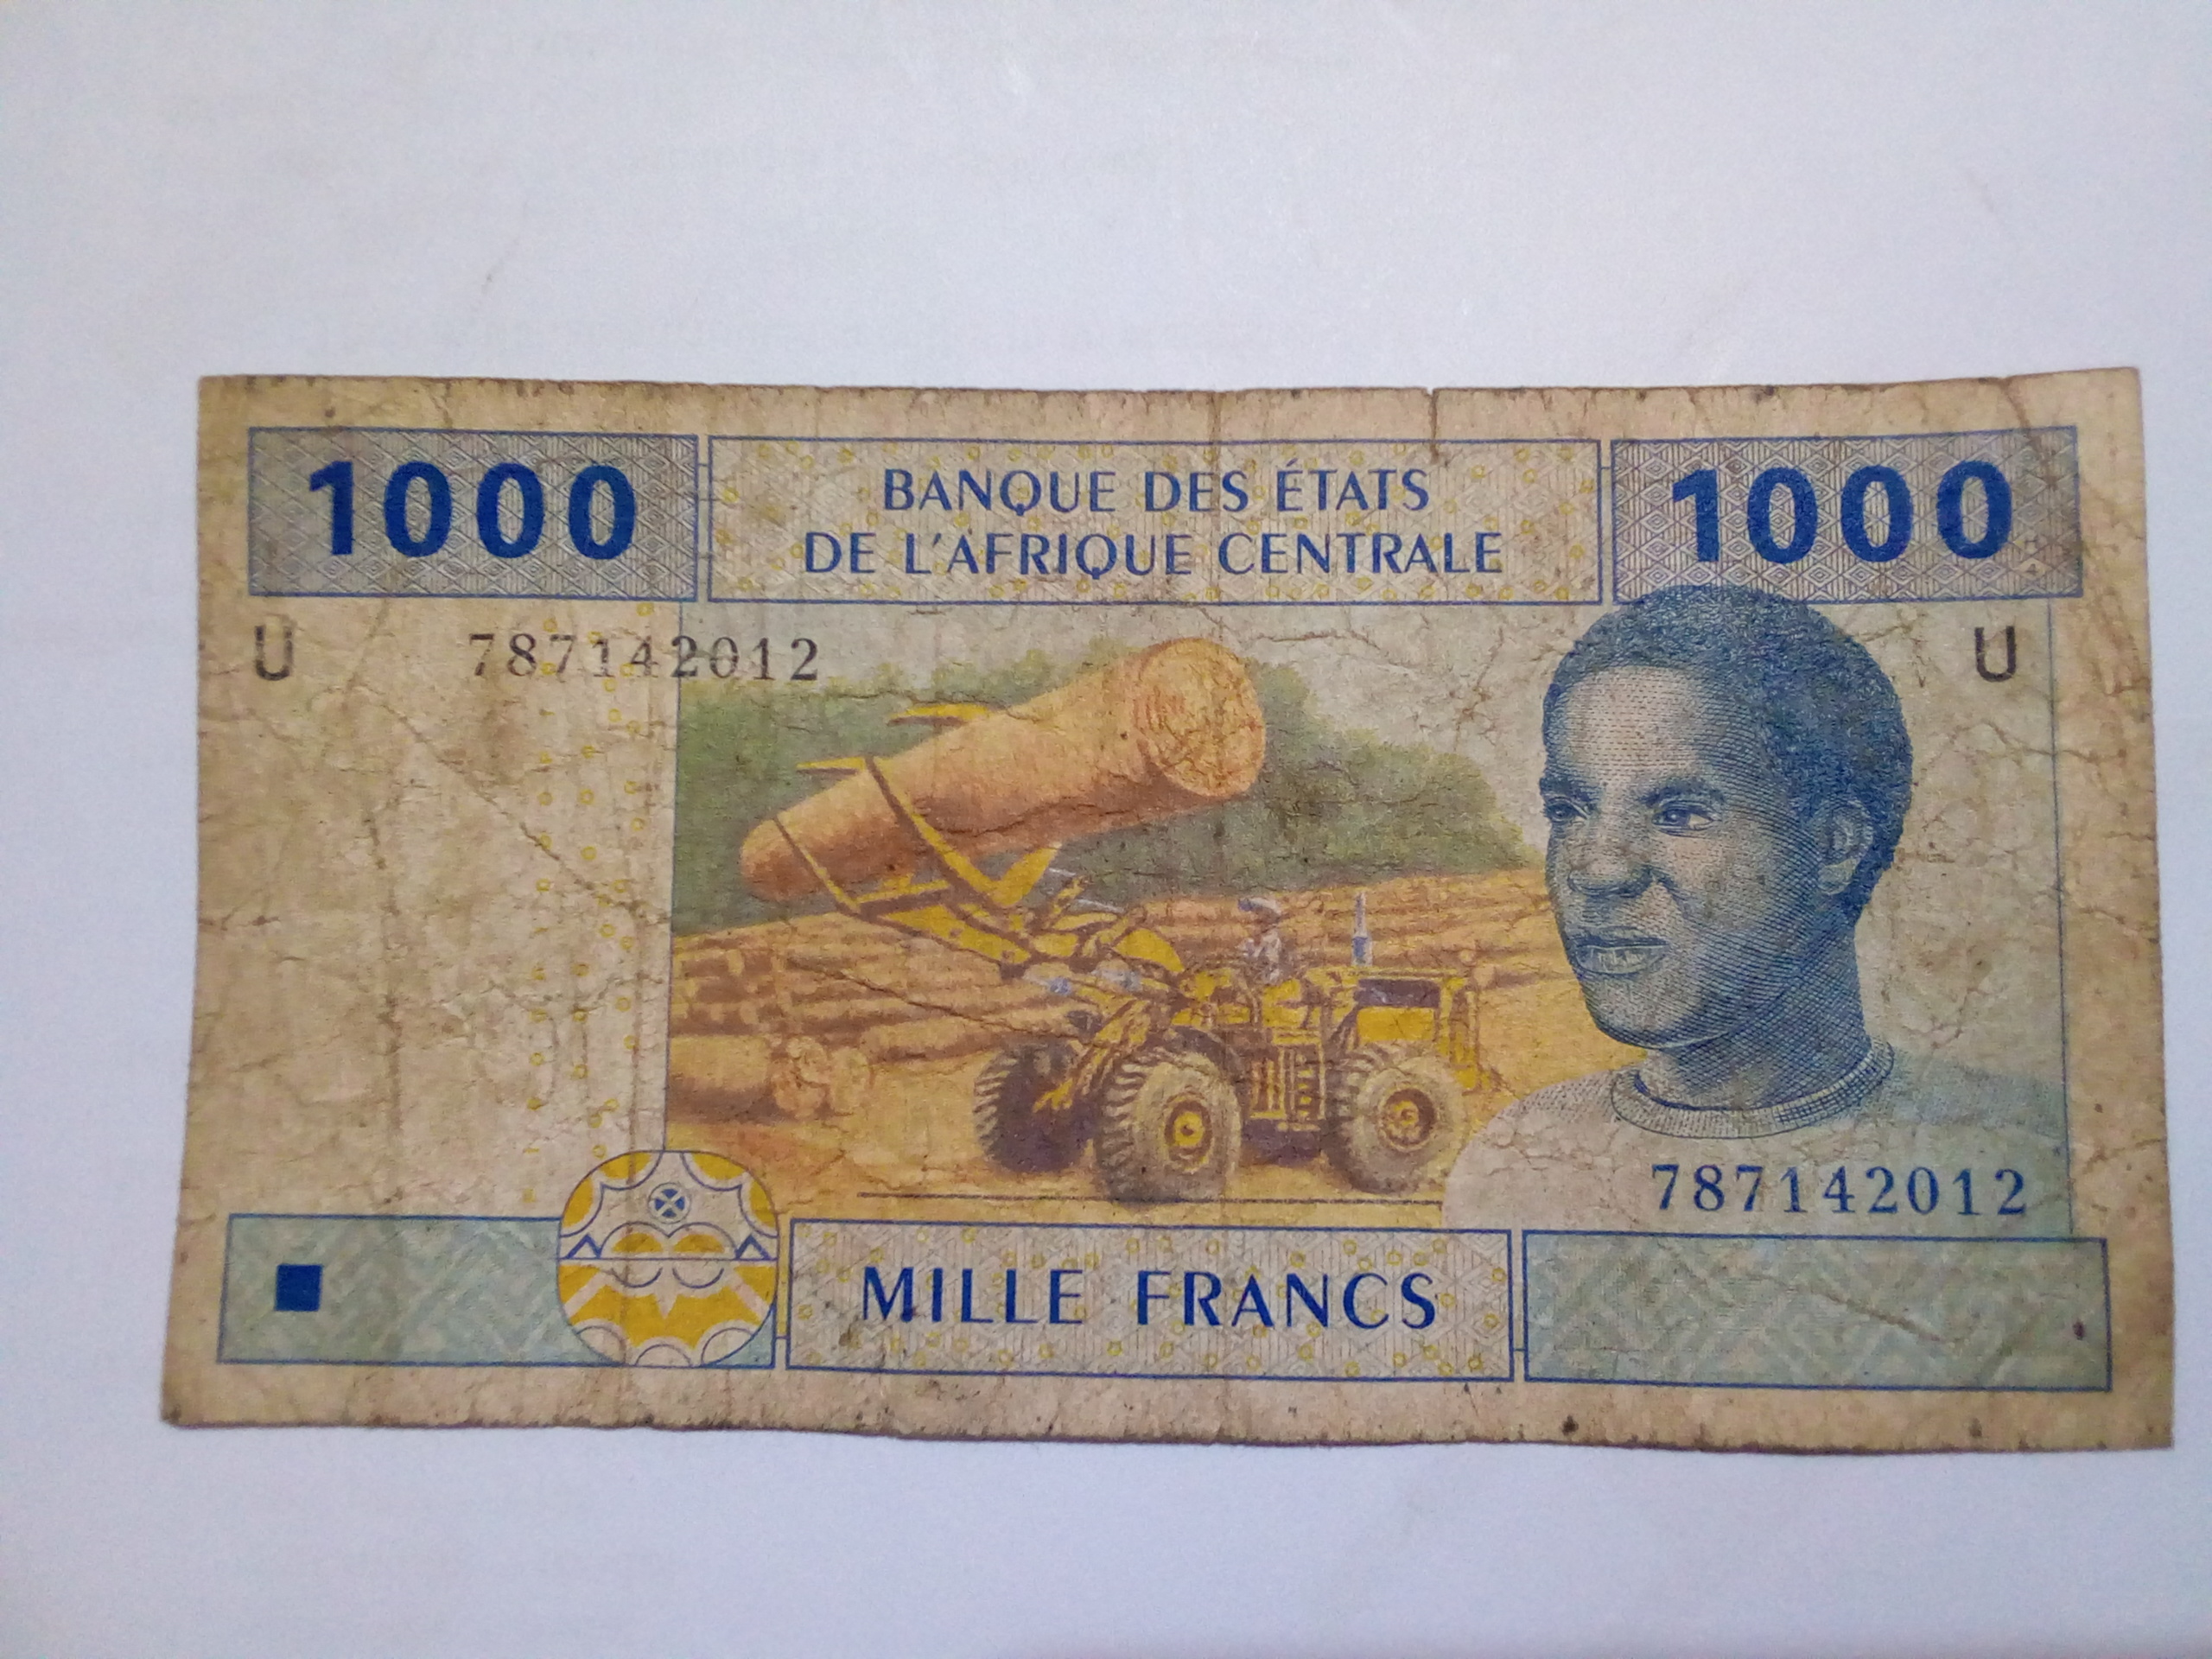 1000
BANQUE DES ÉTATS
DE L'AFRIQUE CENTRALE
1000
U
787142012
U
787142012
MILLE FRANCS